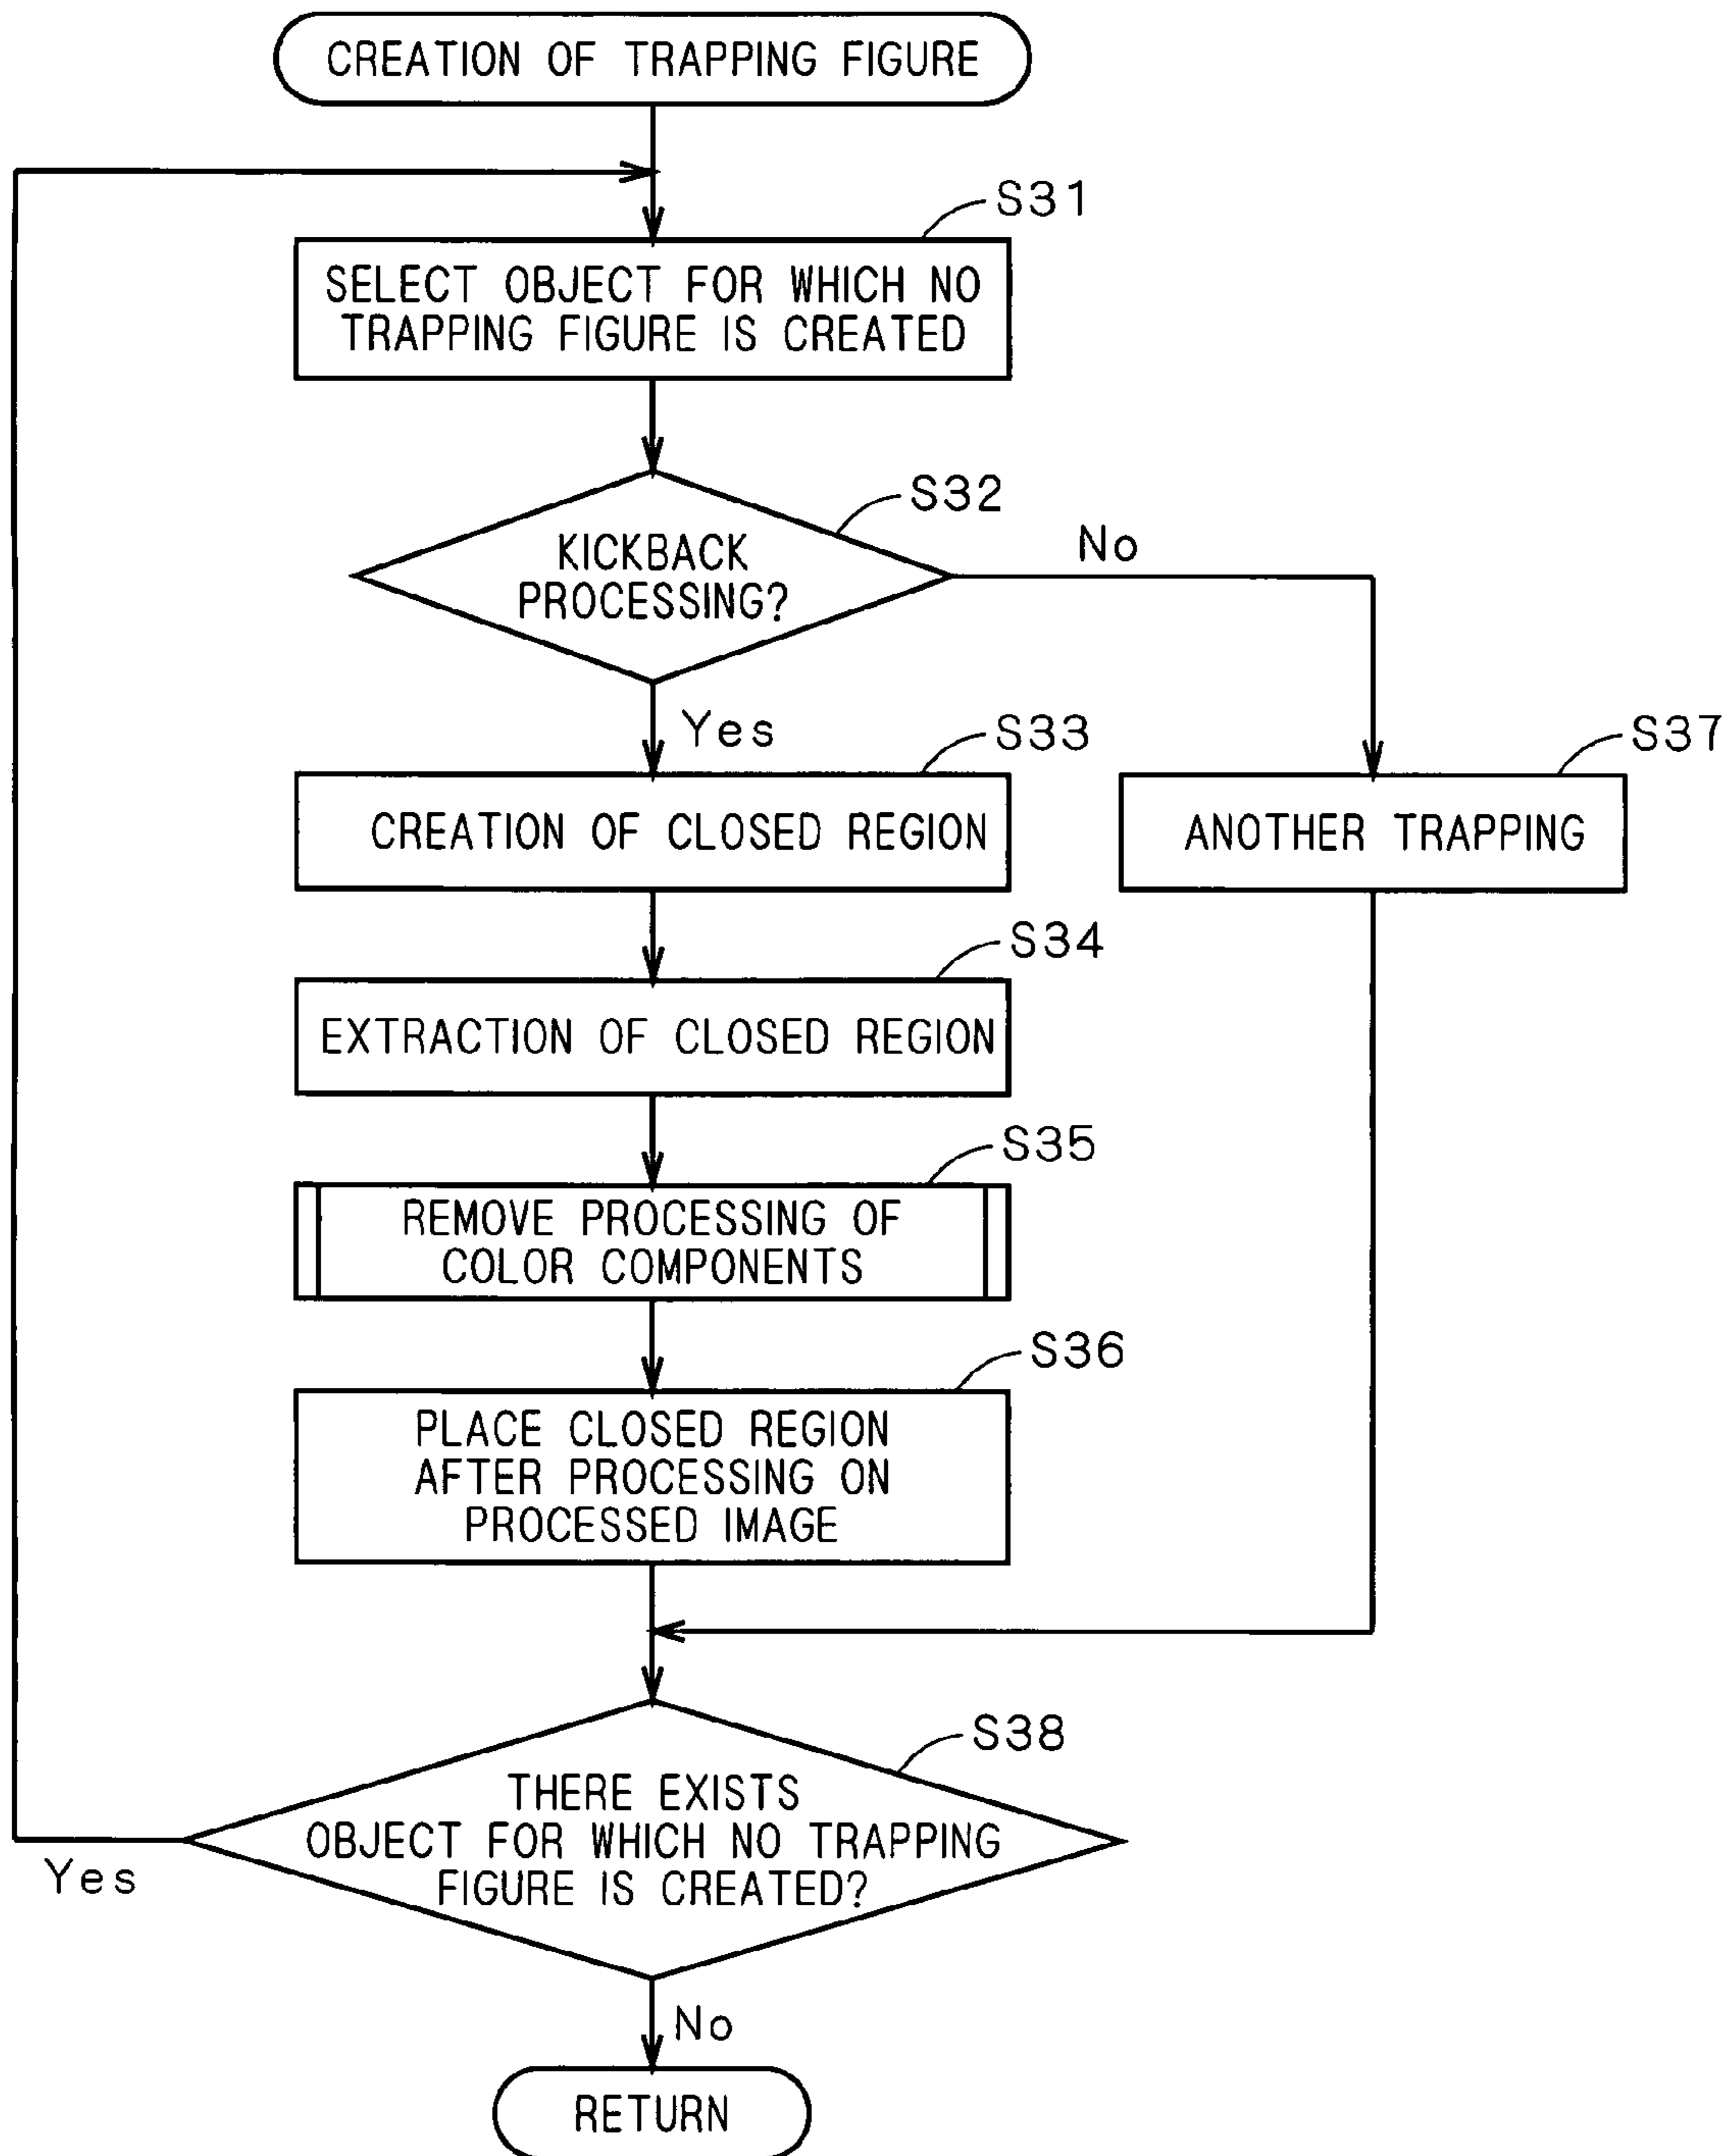 CREATION OF TRAPPING FIGURE
S31
SELECT OBJECT FOR WHICH NO
TRAPPING FIGURE IS CREATED
S32
KICKBACK
PROCESSING?
No
Yes
S33
CREATION OF CLOSED REGION
S37
ANOTHER TRAPPING
S34
EXTRACTION OF CLOSED REGION
S35
REMOVE PROCESSING OF
COLOR COMPONENTS
S36
PLACE CLOSED REGION
AFTER PROCESSING ON
PROCESSED IMAGE
S38
THERE EXISTS
OBJECT FOR WHICH NO TRAPPING
FIGURE IS CREATED?
Yes
No
RETURN